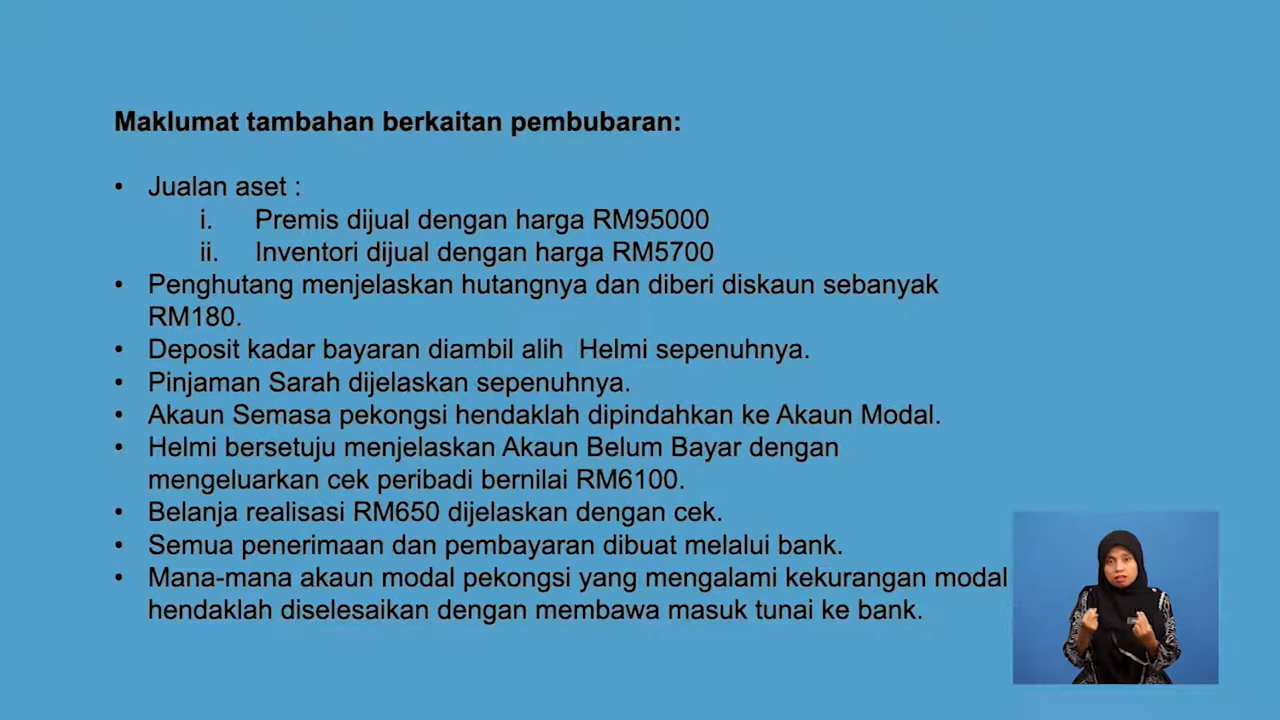 Maklumat tambahan berkaitan pembubaran:
• Jualan aset :
i. Premis dijual dengan harga RM95000
ii. Inventori dijual dengan harga RM5700
• Penghutang menjelaskan hutangnya dan diberi diskaun sebanyak
RM180.
• Deposit kadar bayaran diambil alih Helmi sepenuhnya.
• Pinjaman Sarah dijelaskan sepenuhnya.
• Akaun Semasa pekongsi hendaklah dipindahkan ke Akaun Modal.
• Helmi bersetuju menjelaskan Akaun Belum Bayar dengan
mengeluarkan cek peribadi bernilai RM6100.
• Belanja realisasi RM650 dijelaskan dengan cek.
• Semua penerimaan dan pembayaran dibuat melalui bank.
• Mana-mana akaun modal pekongsi yang mengalami kekurangan modal
hendaklah diselesaikan dengan membawa masuk tunai ke bank.